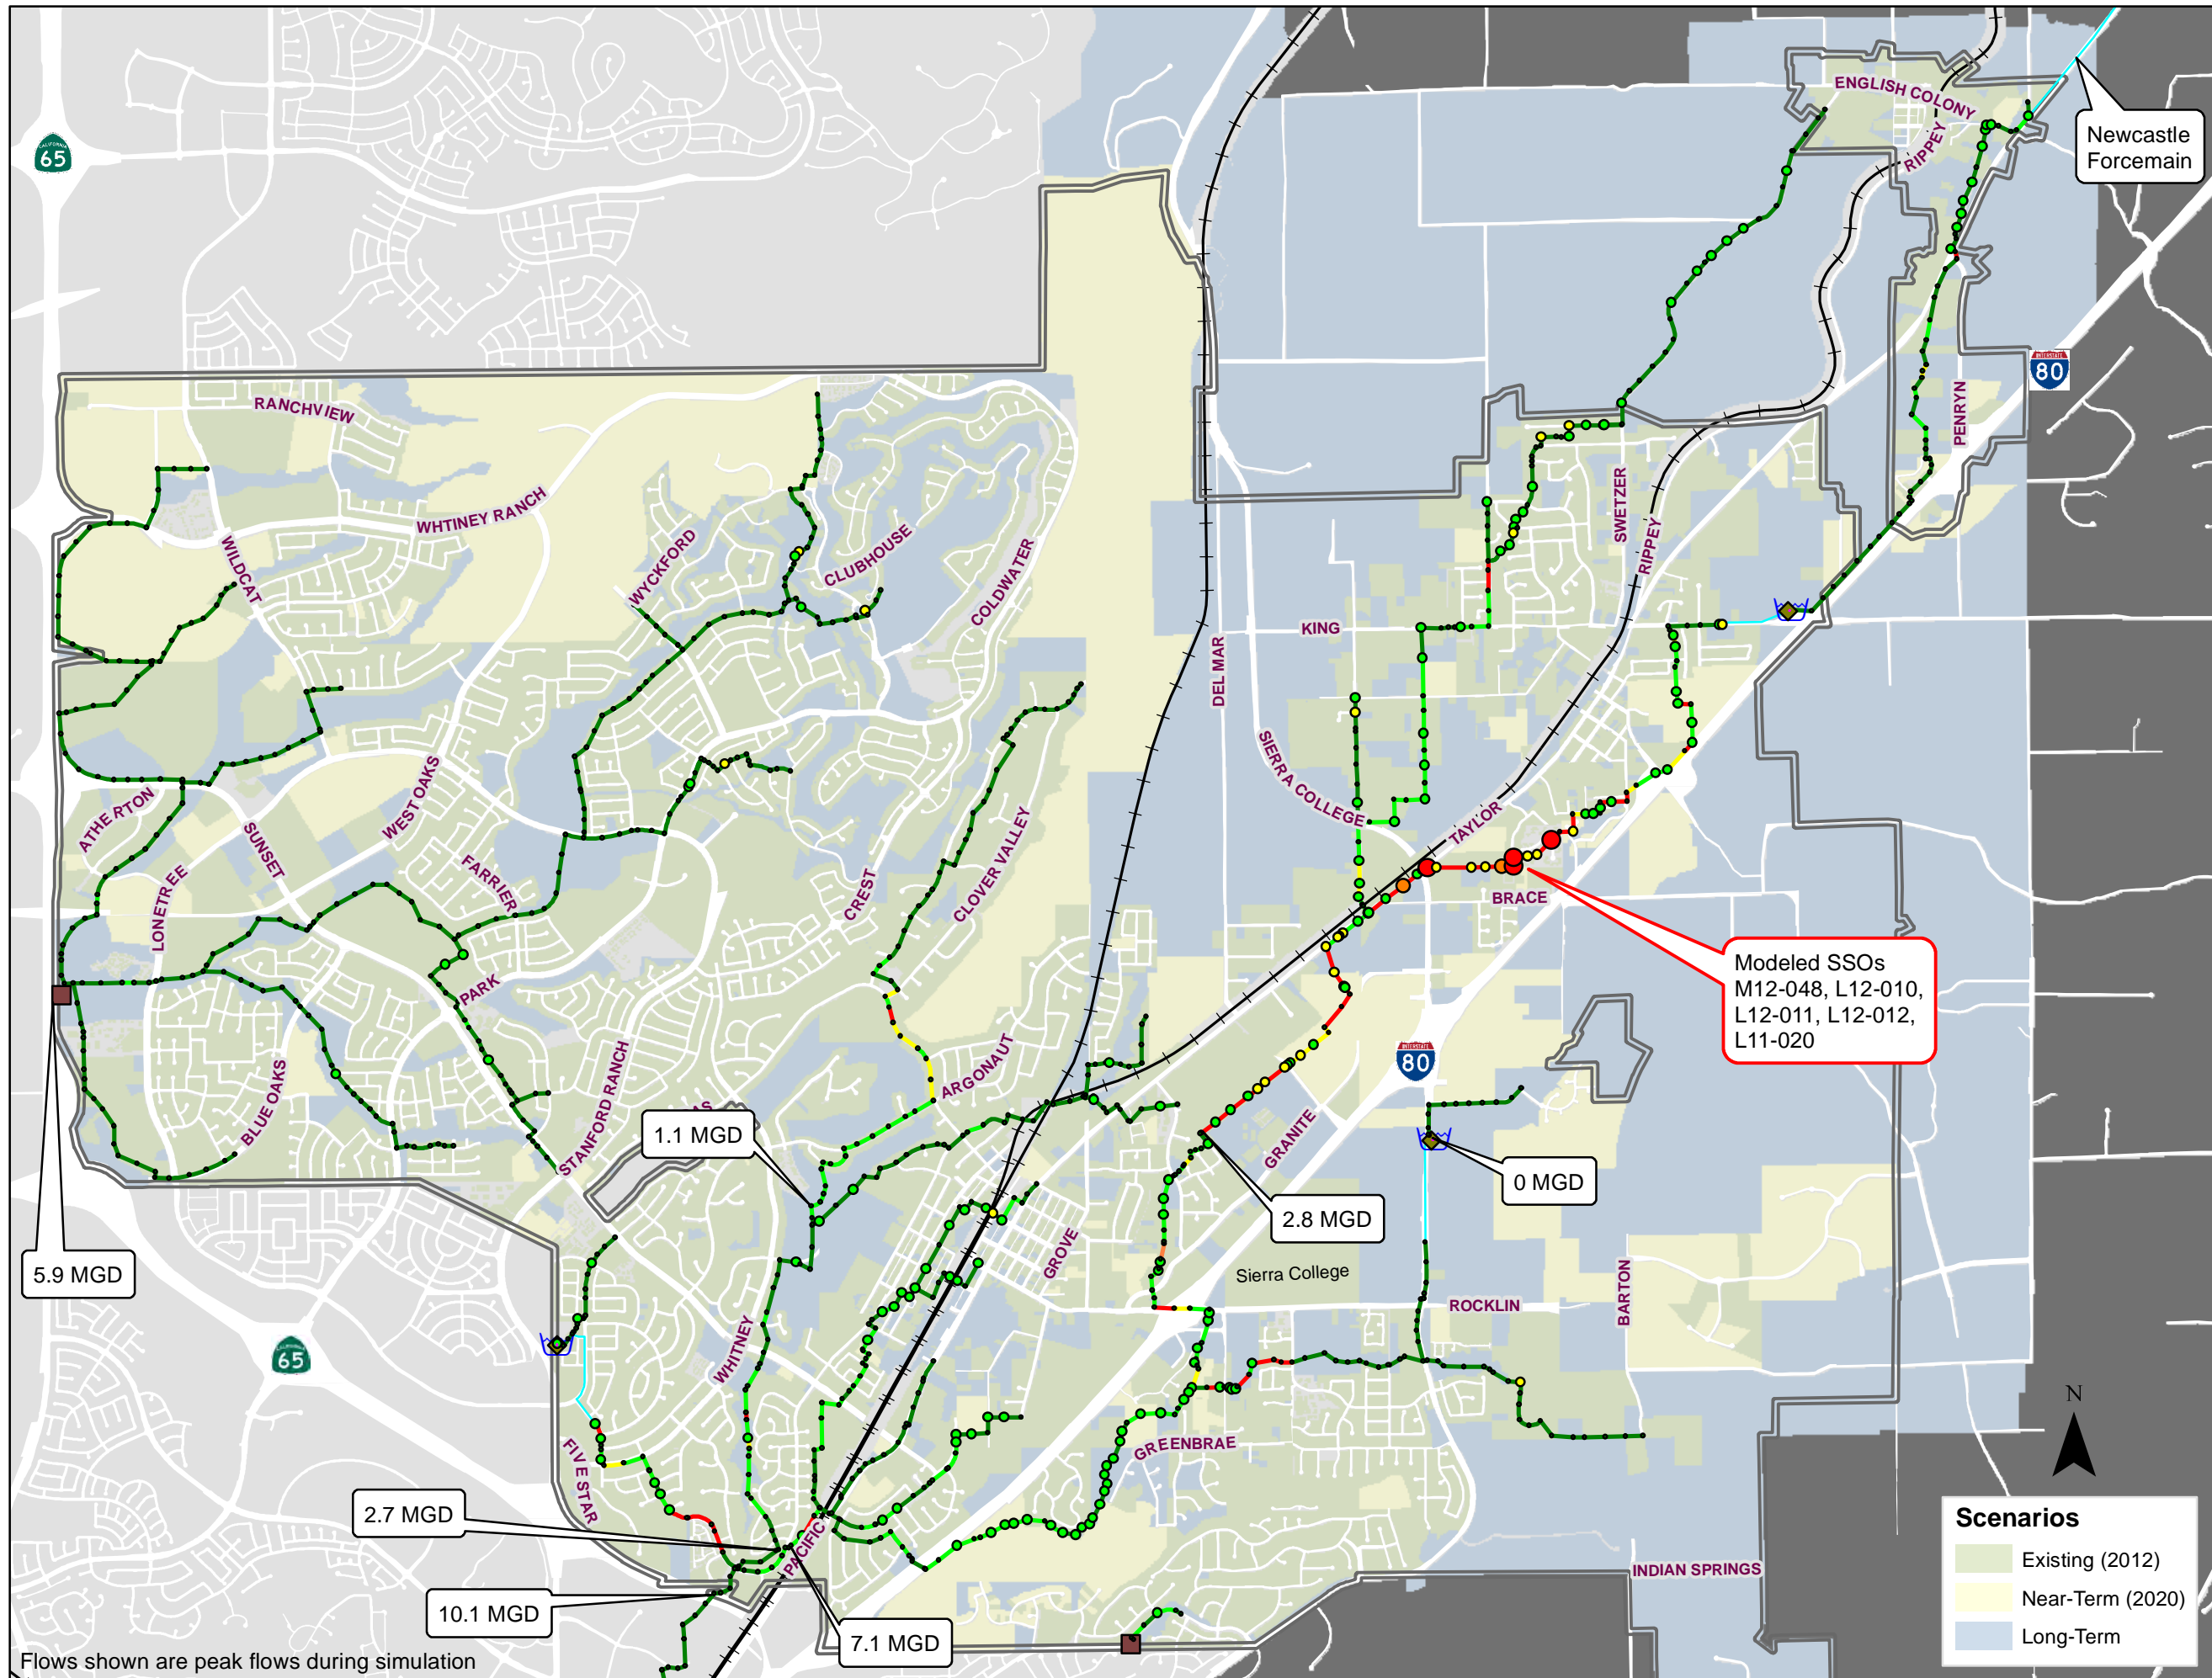 ENGLISH COLONY
CALIFORNIA
65
RIPPEY
Newcastle
Forcemain
INTERSTATE
80
RANCHVIEW
PENRYN
WHTINEY RANCH
WILDCAT
WYCKFORD
CLUBHOUSE
COLDWATER
SWETZER
RIPPEY
KING
DEL MAR
SIERRA COLLEGE
TAYLOR
ATHERTON
SUNSET
WEST OAKS
FARRIER
LONETREE
CREST
CLOVER VALLEY
BRACE
Modeled SSOs
M12-048, L12-010,
L12-011, L12-012,
L11-020
PARK
BLUE OAKS
STANFORD RANCH
ARGONAUT
INTERSTATE
80
GRANITE
1.1 MGD
0 MGD
2.8 MGD
5.9 MGD
GROVE
Sierra College
ROCKLIN
BARTON
CALIFORNIA
65
WHITNEY
GREENBRAE
FIVE STAR
N
2.7 MGD
PACIFIC
INDIAN SPRINGS
10.1 MGD
7.1 MGD
Scenarios
Existing (2012)
Near-Term (2020)
Long-Term
Flows shown are peak flows during simulation